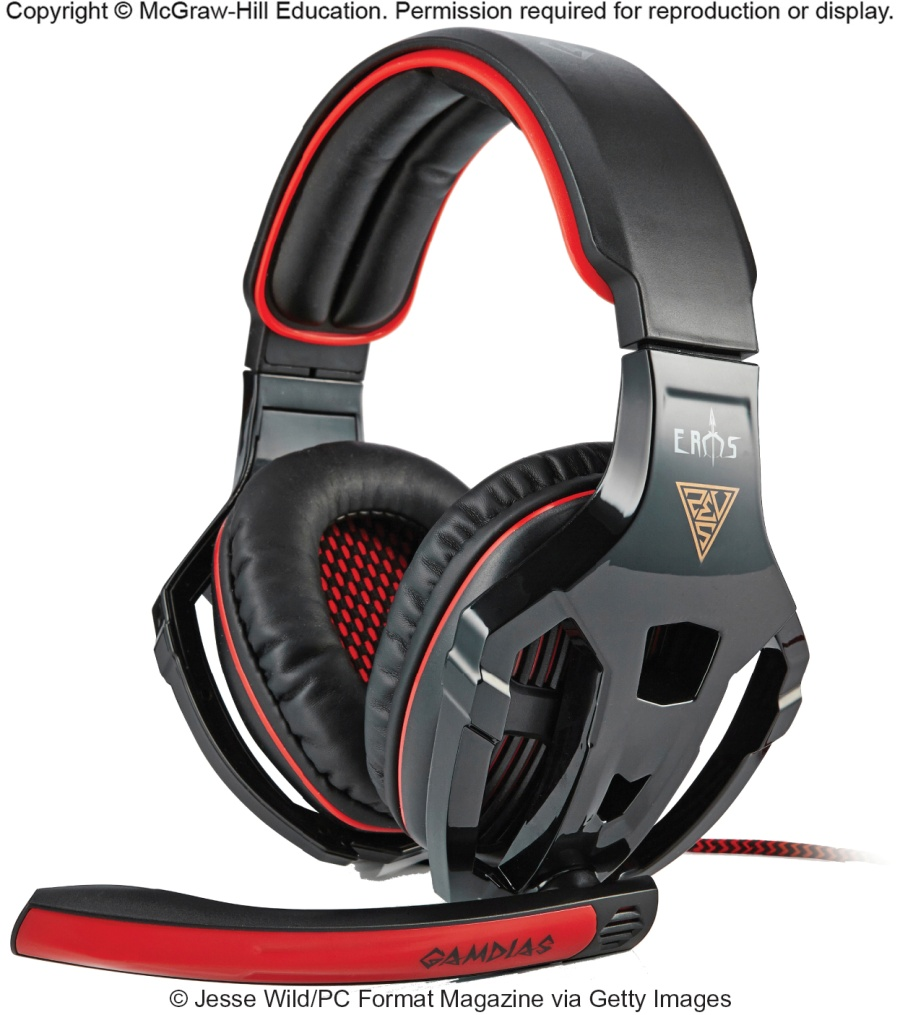 Copyright © McGraw-Hill Education. Permission required for reproduction or display.
EROS
GAMDIAS
© Jesse Wild/PC Format Magazine via Getty Images